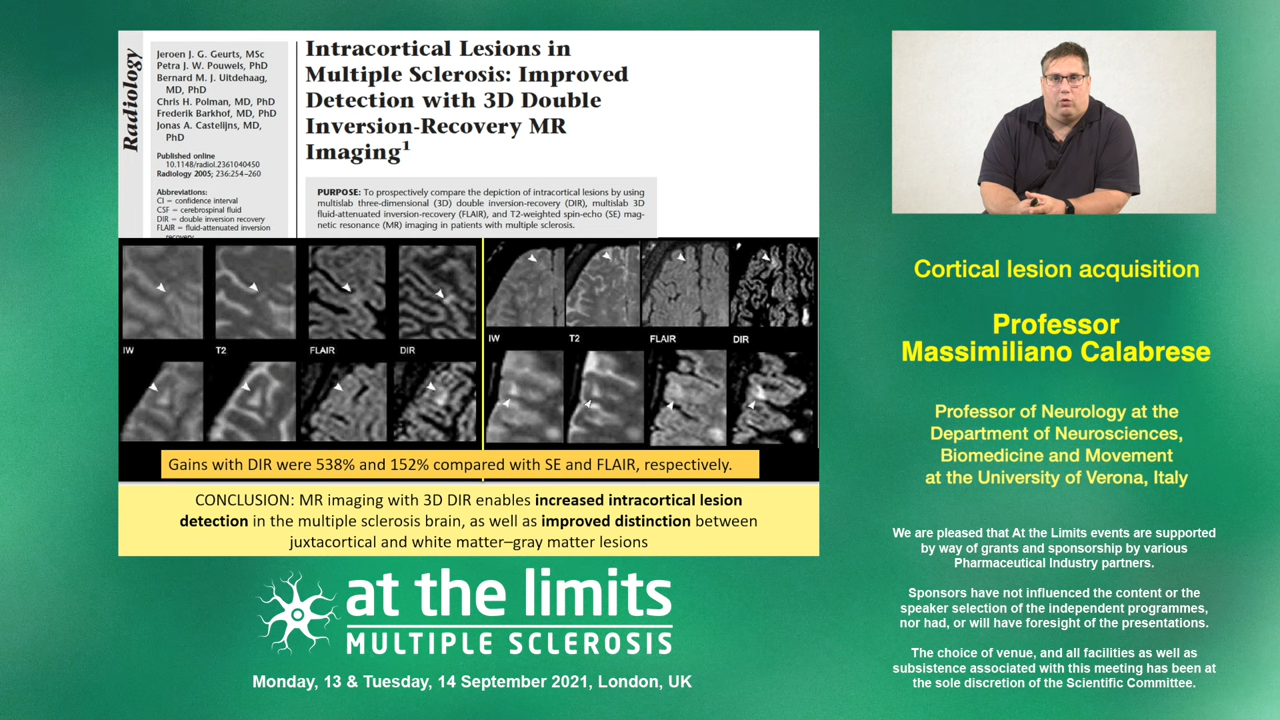 Radiology
Jeroen J. G. Geurts, MSc
Petra J. W. Pouwels, PhD
Bernard M. J. Uitdehaag,
MD, PhD
Chris H. Polman, MD, PhD
Frederik Barkhof, MD, PhD
Jonas A. Castelijns, MD,
PhD
Published online
10.1148/radiol.2361040450
Radiology 2005; 236:254–260
Abbreviations:
CI = confidence interval
CSF = cerebrospinal fluid
DIR = double inversion recovery
FLAIR = fluid-attenuated inversion
recovery
Intracortical Lesions in
Multiple Sclerosis: Improved
Detection with 3D Double
Inversion-Recovery MR
Imaging¹
PURPOSE: To prospectively compare the depiction of intracortical lesions by using
multislab three-dimensional (3D) double inversion-recovery (DIR), multislab 3D
fluid-attenuated inversion-recovery (FLAIR), and T2-weighted spin-echo (SE) mag-
netic resonance (MR) imaging in patients with multiple sclerosis.
IW T2 FLAIR DIR
IW T2 FLAIR DIR
Gains with DIR were 538% and 152% compared with SE and FLAIR, respectively.
CONCLUSION: MR imaging with 3D DIR enables increased intracortical lesion
detection in the multiple sclerosis brain, as well as improved distinction between
juxtacortical and white matter–gray matter lesions
at the limits
MULTIPLE SCLEROSIS
Monday, 13 & Tuesday, 14 September 2021, London, UK
Cortical lesion acquisition
Professor
Massimiliano Calabrese
Professor of Neurology at the
Department of Neurosciences,
Biomedicine and Movement
at the University of Verona, Italy
We are pleased that At the Limits events are supported
by way of grants and sponsorship by various
Pharmaceutical Industry partners.
Sponsors have not influenced the content or the
speaker selection of the independent programmes,
nor had, or will have foresight of the presentations.
The choice of venue, and all facilities as well as
subsistence associated with this meeting has been at
the sole discretion of the Scientific Committee.